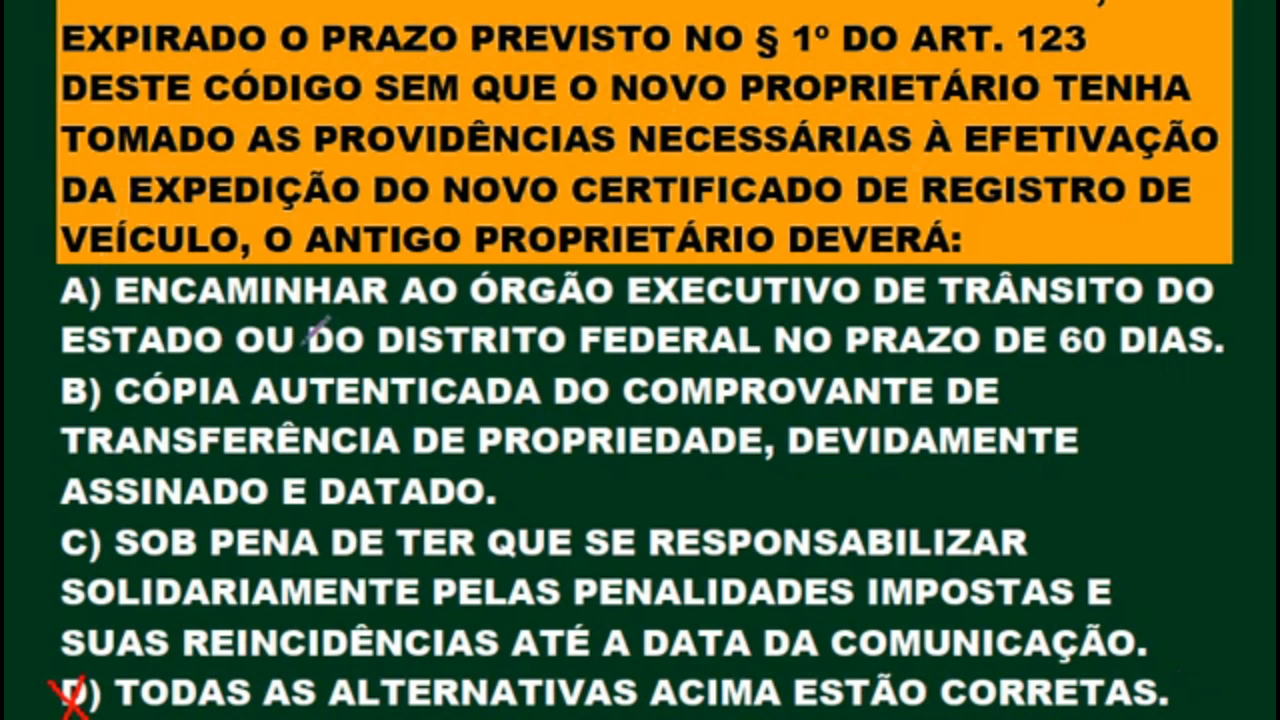 EXPIRADO O PRAZO PREVISTO NO § 1º DO ART. 123
DESTE CÓDIGO SEM QUE O NOVO PROPRIETÁRIO TENHA
TOMADO AS PROVIDÊNCIAS NECESSÁRIAS À EFETIVAÇÃO
DA EXPEDIÇÃO DO NOVO CERTIFICADO DE REGISTRO DE
VEÍCULO, O ANTIGO PROPRIETÁRIO DEVERÁ:
A) ENCAMINHAR AO ÓRGÃO EXECUTIVO DE TRÂNSITO DO
ESTADO OU DO DISTRITO FEDERAL NO PRAZO DE 60 DIAS.
B) CÓPIA AUTENTICADA DO COMPROVANTE DE
TRANSFERÊNCIA DE PROPRIEDADE, DEVIDAMENTE
ASSINADO E DATADO.
C) SOB PENA DE TER QUE SE RESPONSABILIZAR
SOLIDARIAMENTE PELAS PENALIDADES IMPOSTAS E
SUAS REINCIDÊNCIAS ATÉ A DATA DA COMUNICAÇÃO.
D) TODAS AS ALTERNATIVAS ACIMA ESTÃO CORRETAS.